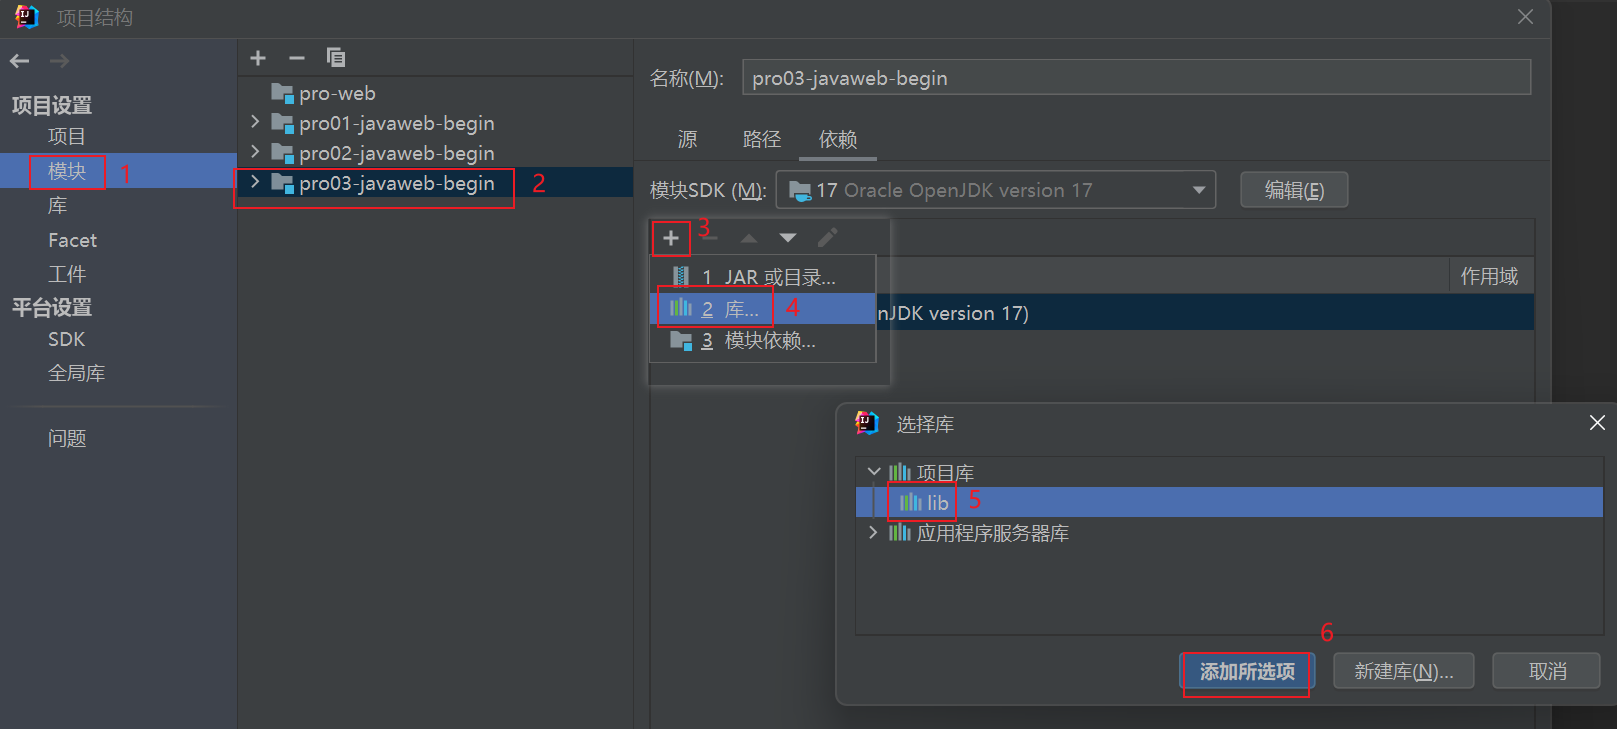 项目结构
项目设置
项目
模块 1
库
Facet
工件
平台设置
SDK
全局库
问题
pro-web
pro01-javaweb-begin
pro02-javaweb-begin
pro03-javaweb-begin 2
名称(M): pro03-javaweb-begin
源 路径 依赖
模块SDK (M): 17 Oracle OpenJDK version 17 编辑(E)
3
作用域
1 JAR 或目录...
2 库... 4
nJDK version 17)
3 模块依赖...
选择库
项目库
lib 5
应用程序服务器库
6
添加所选项 新建库(N)... 取消